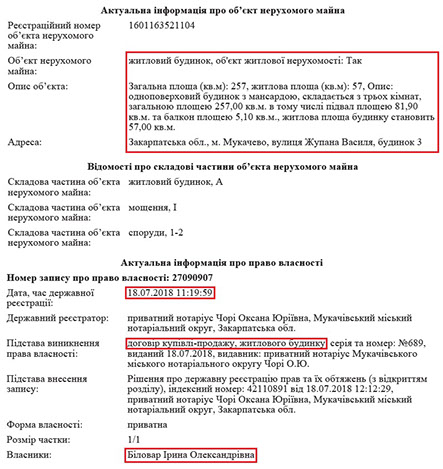 Актуальна інформація про об’єкт нерухомого майна
Реєстраційний номер 1601163521104
об’єкта нерухомого
майна:
Об’єкт нерухомого житловий будинок, об'єкт житлової нерухомості: Так
майна:
Опис об’єкта: Загальна площа (кв.м): 257, житлова площа (кв.м): 57, Опис:
одноповерховий будинок з мансардою, складається з трьох кімнат,
загальною площею 257,00 кв.м. в тому числі підвал площею 81,90
кв.м. та балкон площею 5,10 кв.м., житлова площа будинку становить
57,00 кв.м.
Адреса: Закарпатська обл., м. Мукачево, вулиця Жупана Василя, будинок 3
Відомості про складові частини об’єкта нерухомого майна
Складова частина об’єкта житловий будинок, А
нерухомого майна:
Складова частина об’єкта мощення, I
нерухомого майна:
Складова частина об’єкта споруди, 1-2
нерухомого майна:
Актуальна інформація про право власності
Номер запису про право власності: 27090907
Дата, час державної 18.07.2018 11:19:59
реєстрації:
Державний реєстратор: приватний нотаріус Чорі Оксана Юріївна, Мукачівський міський
нотаріальний округ, Закарпатська обл.
Підстава виникнення договір купівлі-продажу, житлового будинку, серія та номер: №689,
права власності: виданий 18.07.2018, видавник: приватний нотаріус Мукачівського
міського нотаріального округу Чорі О.Ю.
Підстава внесення Рішення про державну реєстрацію прав та їх обтяжень (з відкриттям
запису: розділу), індексний номер: 42110891 від 18.07.2018 12:12:29,
приватний нотаріус Чорі Оксана Юріївна, Мукачівський міський
нотаріальний округ, Закарпатська обл.
Форма власності: приватна
Розмір частки: 1/1
Власники: Біловар Ірина Олександрівна